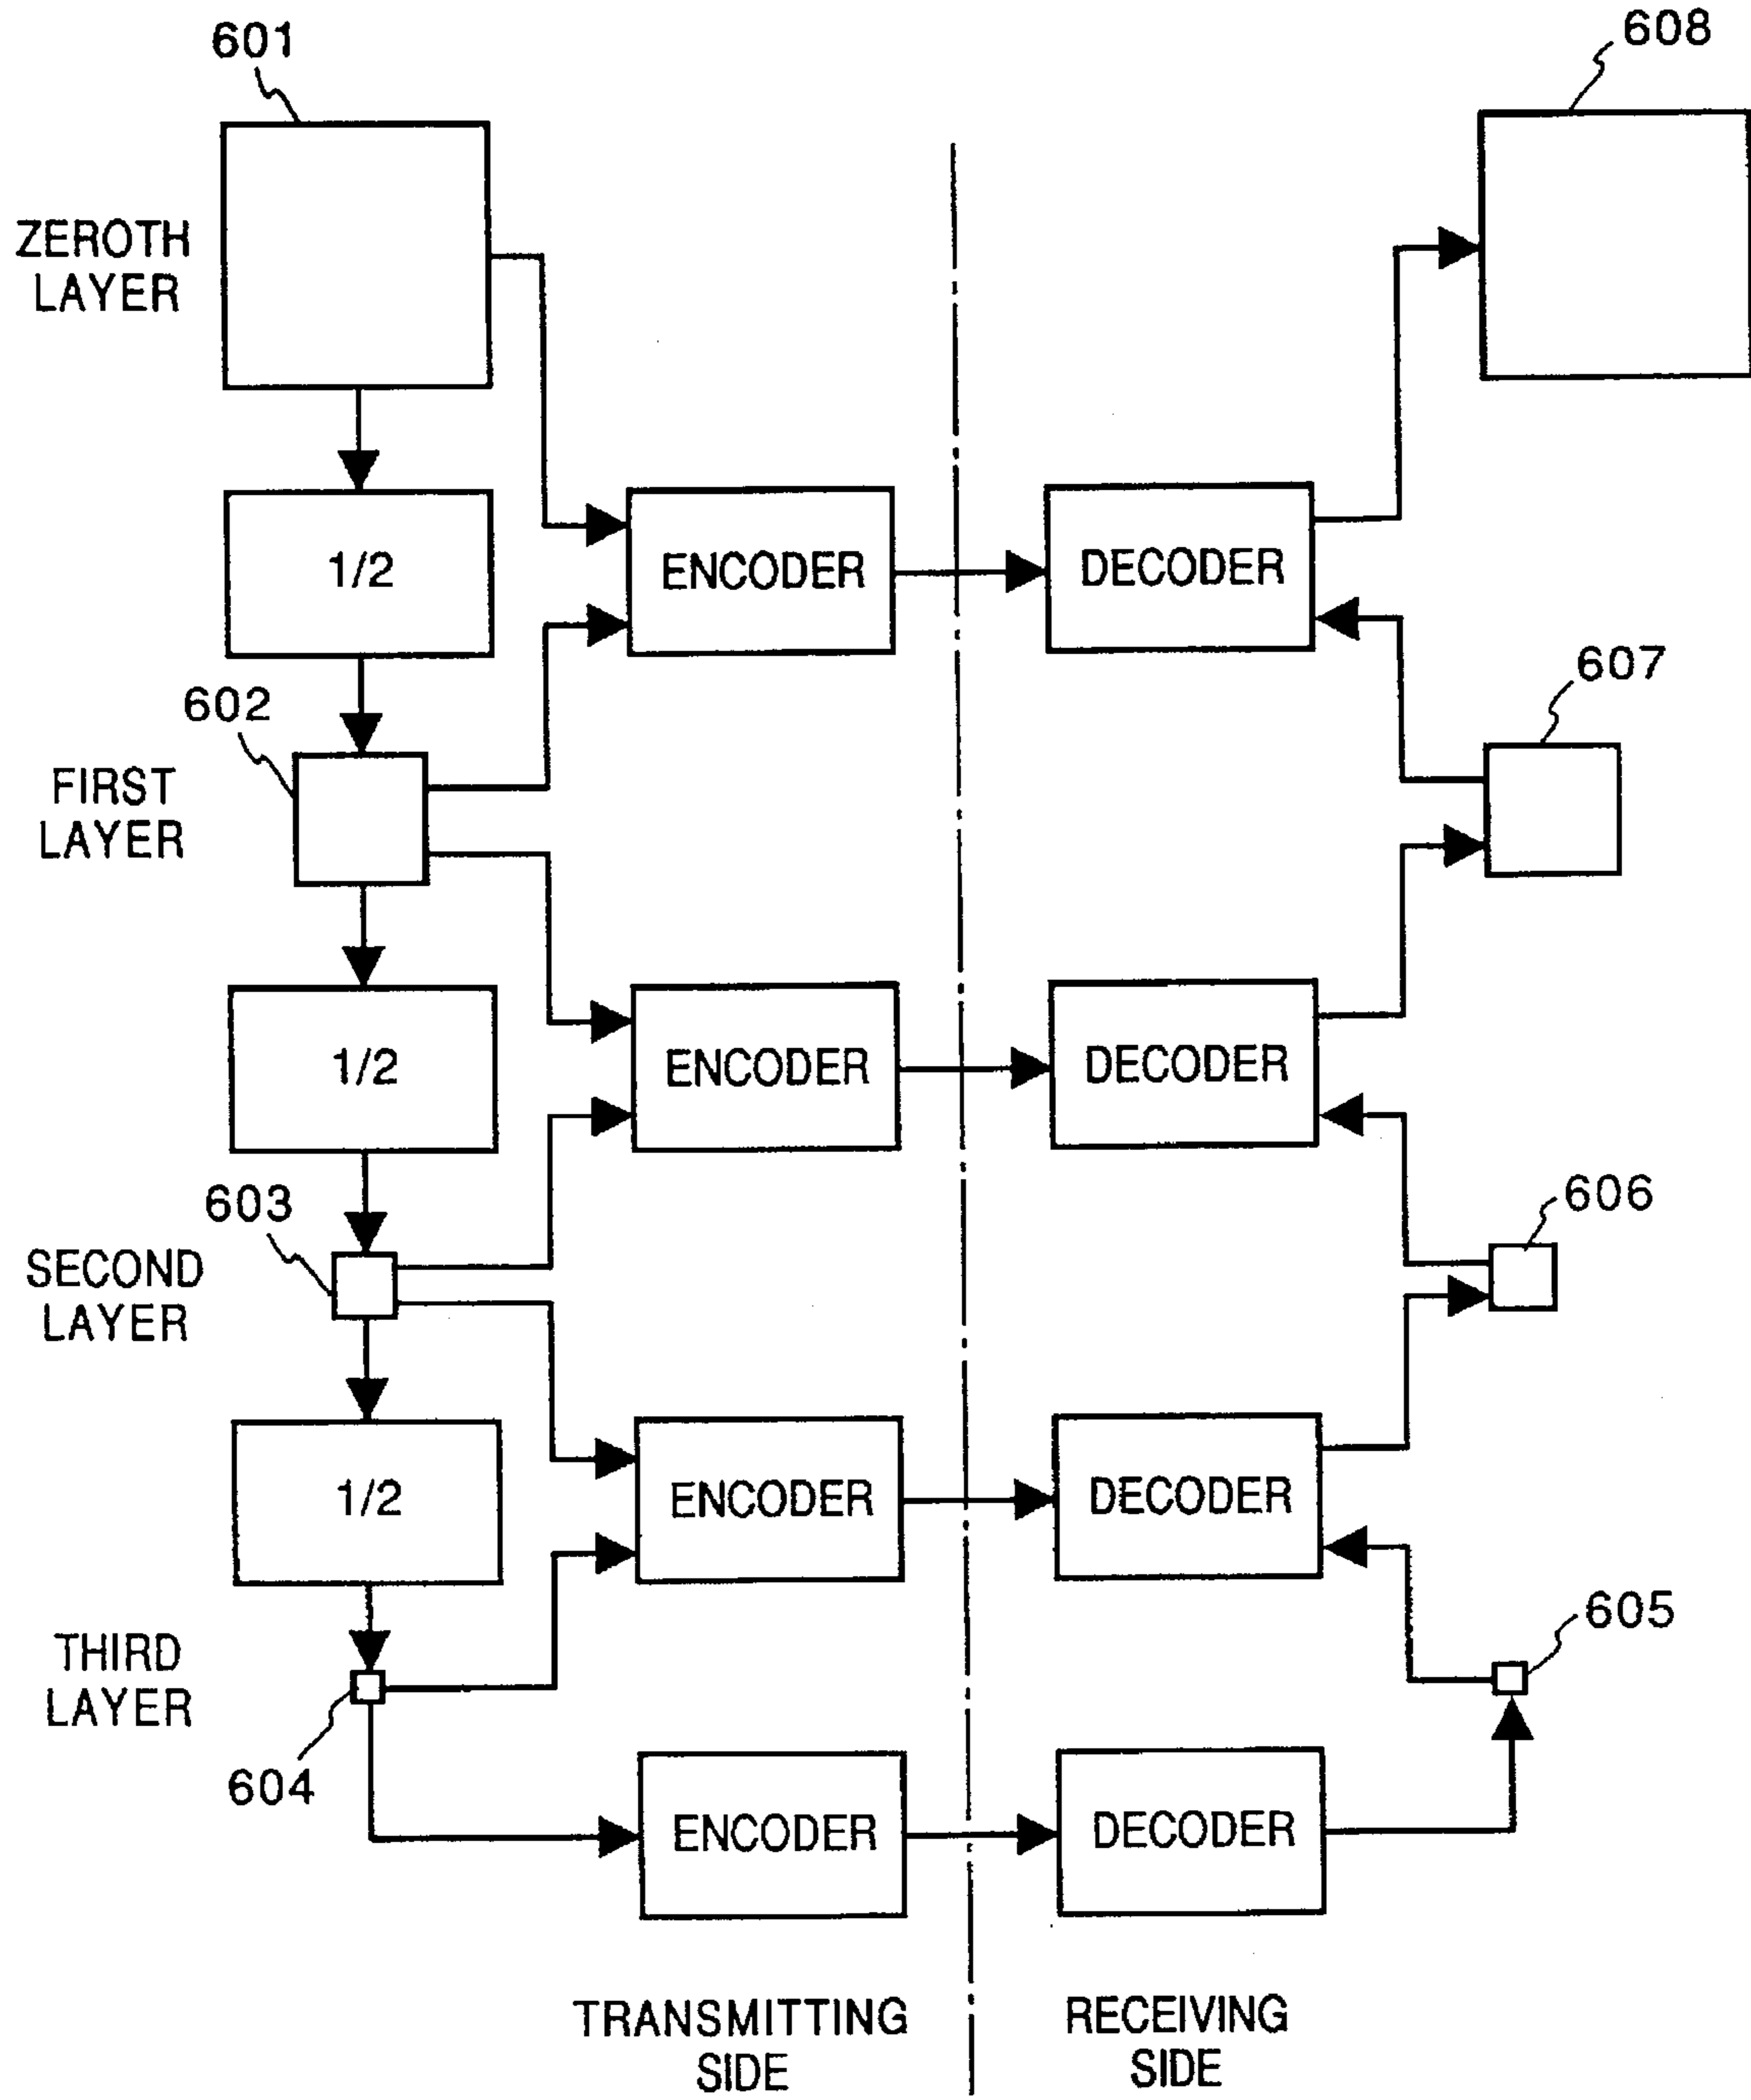 601
608
ZEROTH
LAYER
1/2
ENCODER
DECODER
602
607
FIRST
LAYER
1/2
ENCODER
DECODER
603
606
SECOND
LAYER
1/2
ENCODER
DECODER
605
THIRD
LAYER
604
ENCODER
DECODER
TRANSMITTING
SIDE
RECEIVING
SIDE